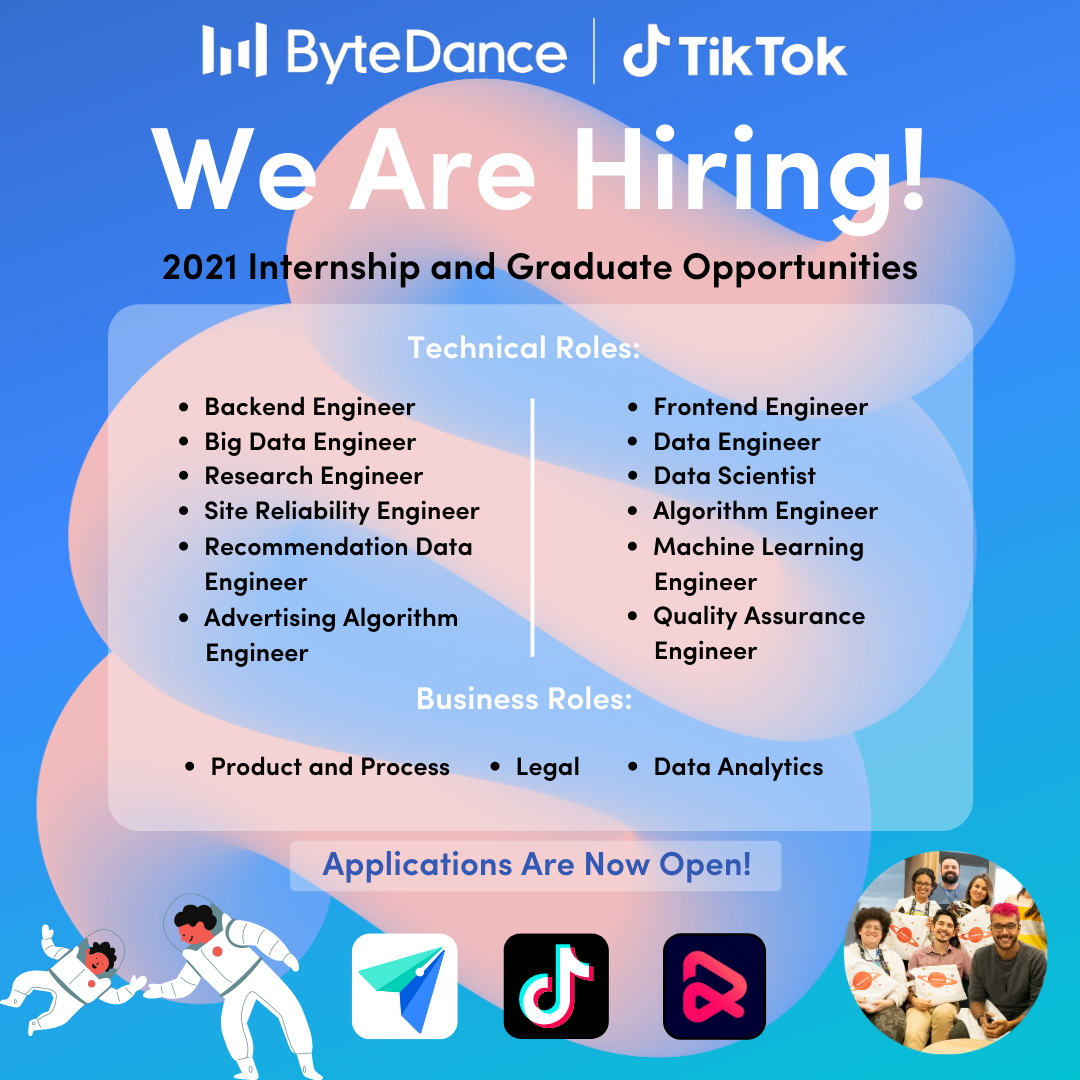 ByteDance | TikTok
We Are Hiring!
2021 Internship and Graduate Opportunities
Technical Roles:
• Backend Engineer
• Big Data Engineer
• Research Engineer
• Site Reliability Engineer
• Recommendation Data
Engineer
• Advertising Algorithm
Engineer
• Frontend Engineer
• Data Engineer
• Data Scientist
• Algorithm Engineer
• Machine Learning
Engineer
• Quality Assurance
Engineer
Business Roles:
• Product and Process • Legal • Data Analytics
Applications Are Now Open!